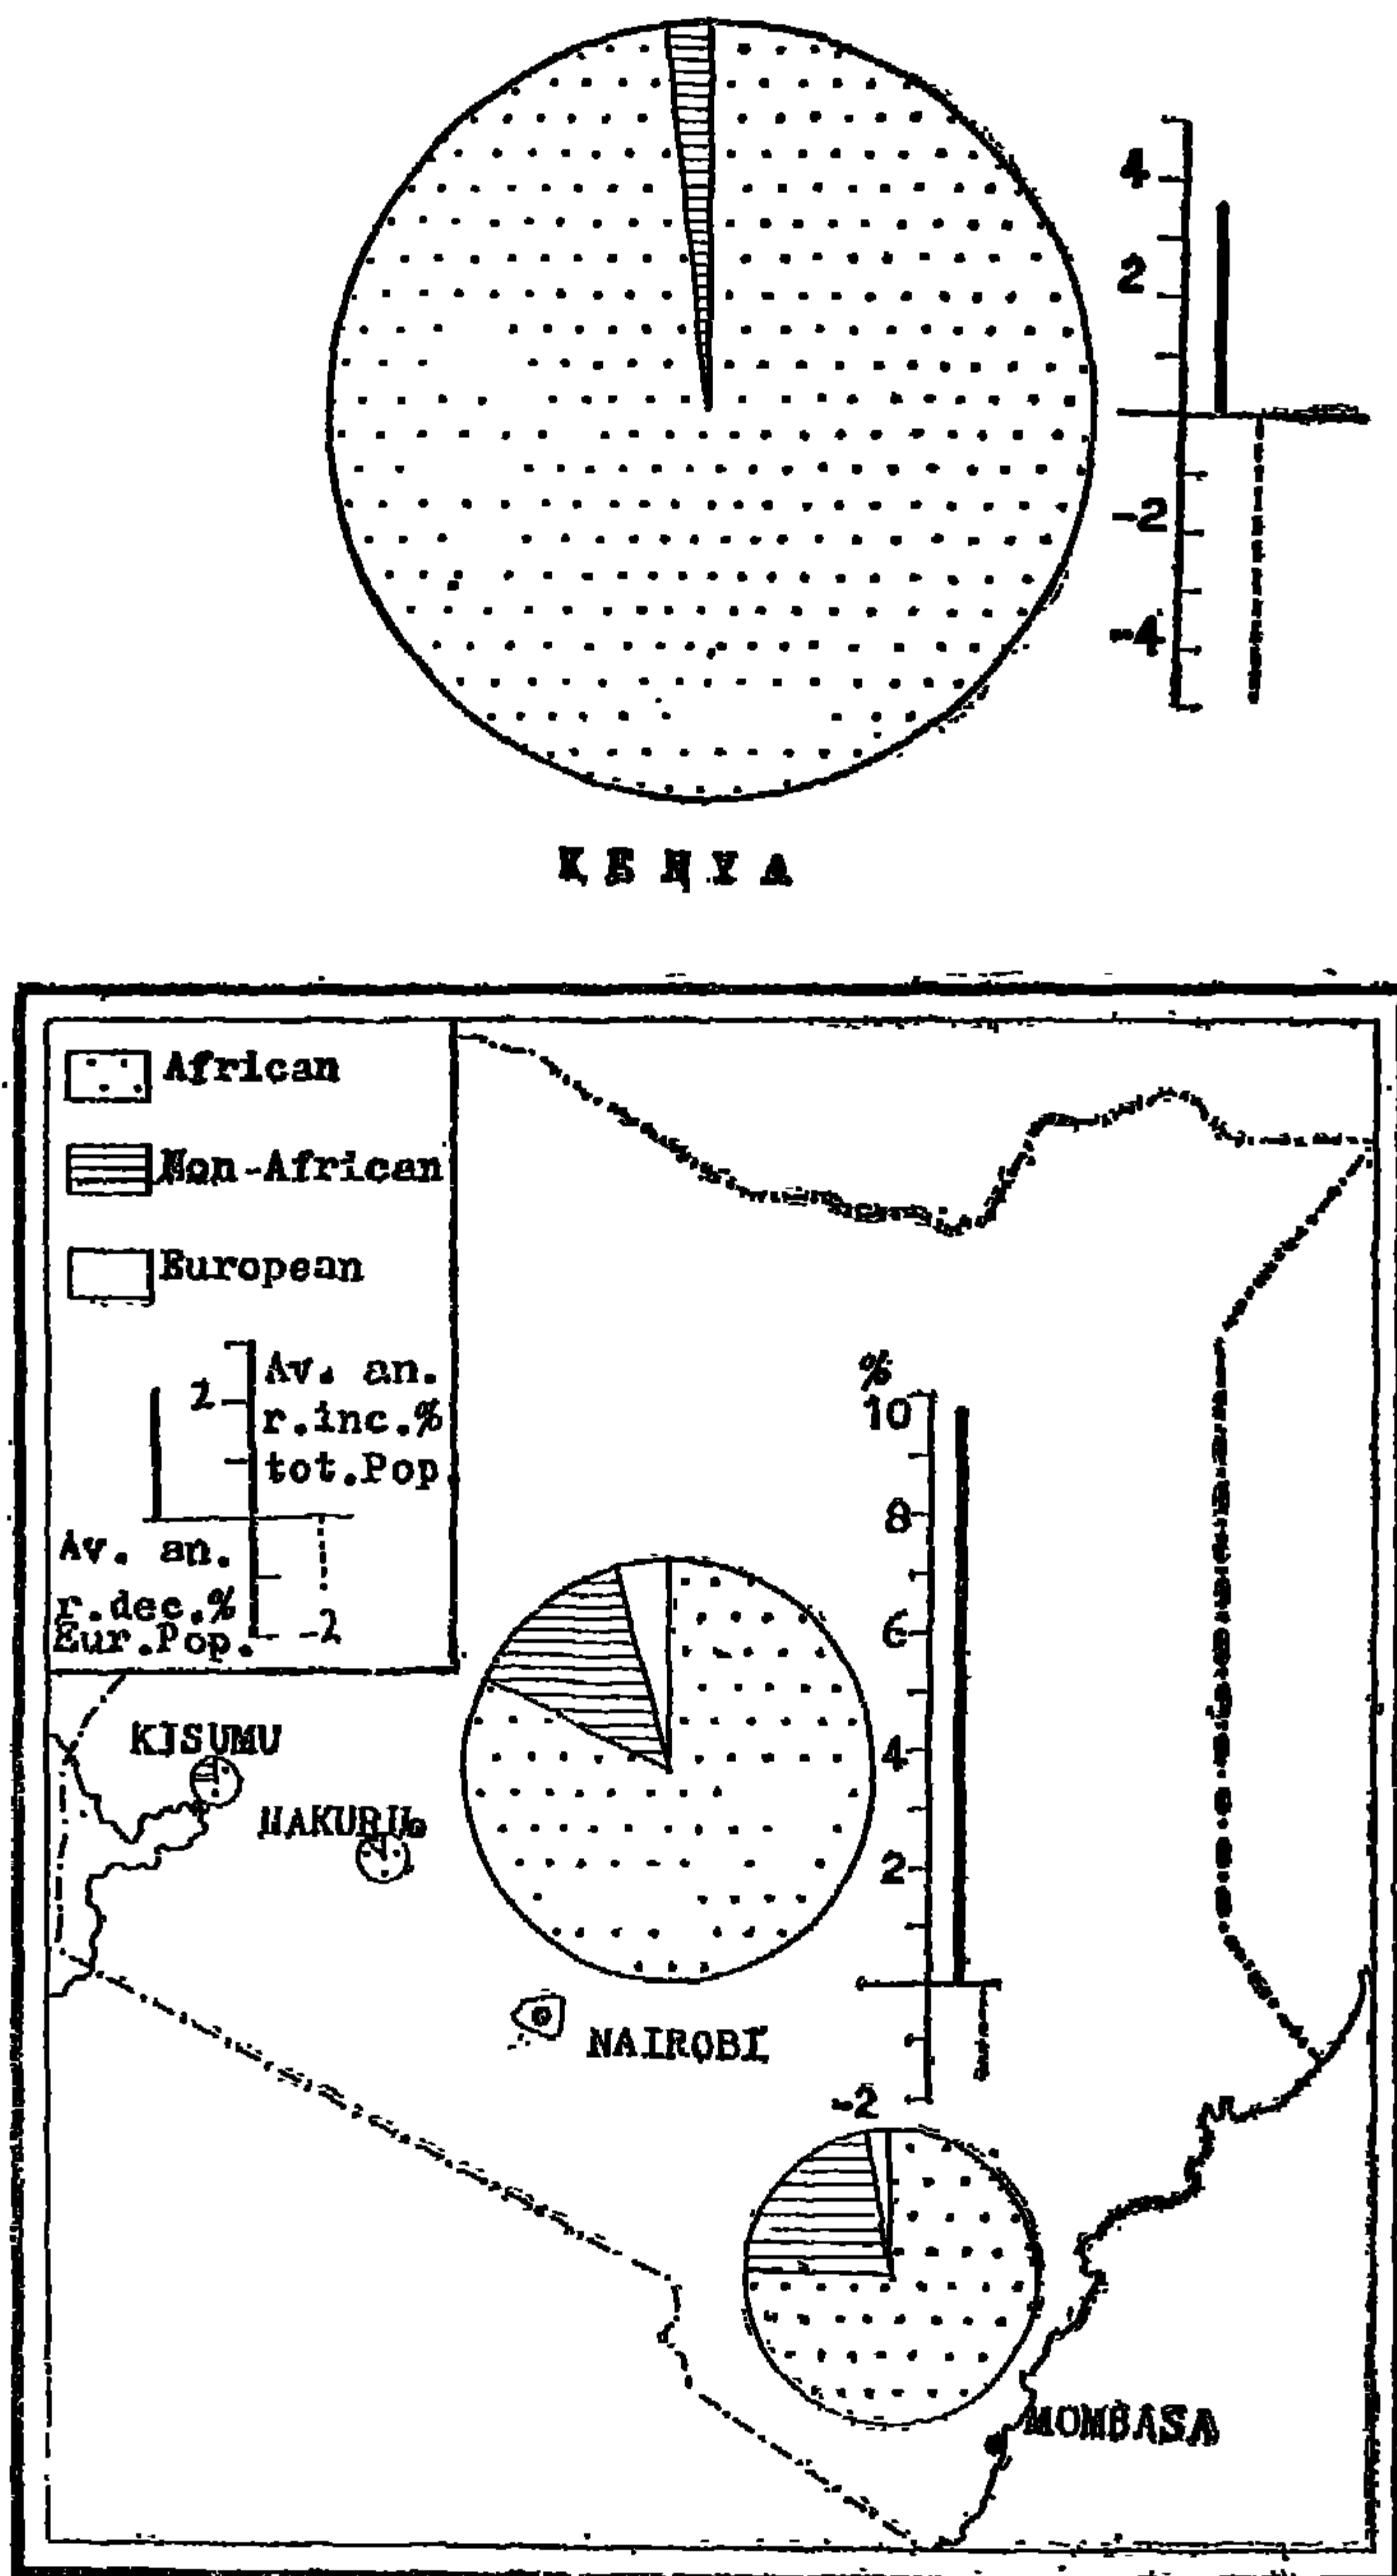 4
2
-2
-4
KENYA
African
Non-African
European
2
Av. an.
r.inc.%
tot.Pop.
Av. an.
r.dec.%
Eur.Pop.
-2
%
10
8
6
4
2
-2
KISUMU
NAKURU
NAIROBI
MOMBASA